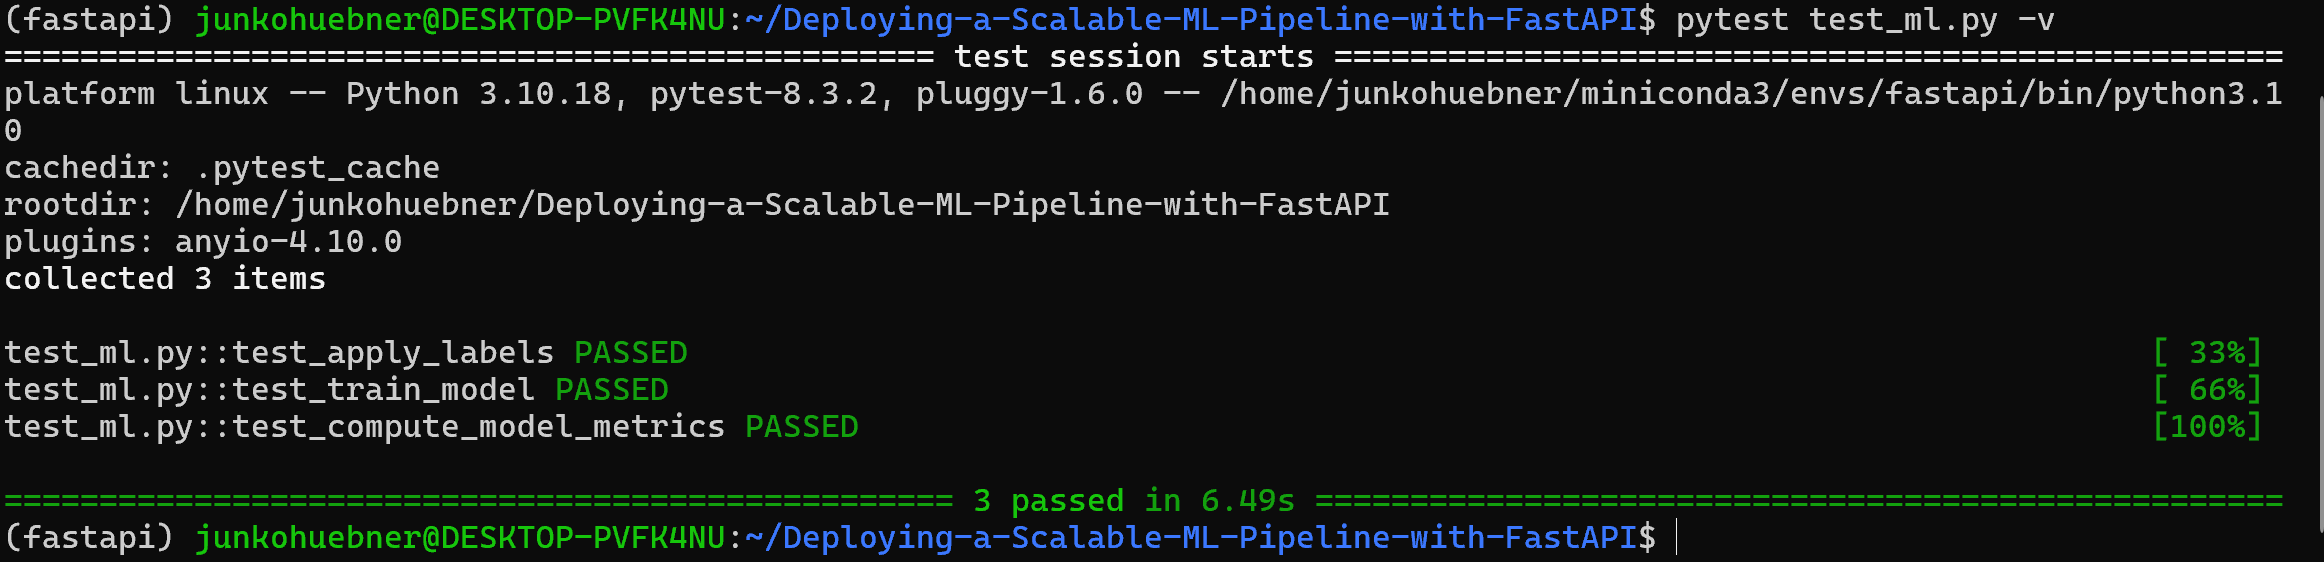 (fastapi) junkohuebner@DESKTOP-PVFK4NU:~/Deploying-a-Scalable-ML-Pipeline-with-FastAPI$ pytest test_ml.py -v
================================================= test session starts ==================================================
platform linux -- Python 3.10.18, pytest-8.3.2, pluggy-1.6.0 -- /home/junkohuebner/miniconda3/envs/fastapi/bin/python3.1
0
cachedir: .pytest_cache
rootdir: /home/junkohuebner/Deploying-a-Scalable-ML-Pipeline-with-FastAPI
plugins: anyio-4.10.0
collected 3 items
test_ml.py::test_apply_labels PASSED [ 33%]
test_ml.py::test_train_model PASSED [ 66%]
test_ml.py::test_compute_model_metrics PASSED [100%]
================================================== 3 passed in 6.49s ===================================================
(fastapi) junkohuebner@DESKTOP-PVFK4NU:~/Deploying-a-Scalable-ML-Pipeline-with-FastAPI$